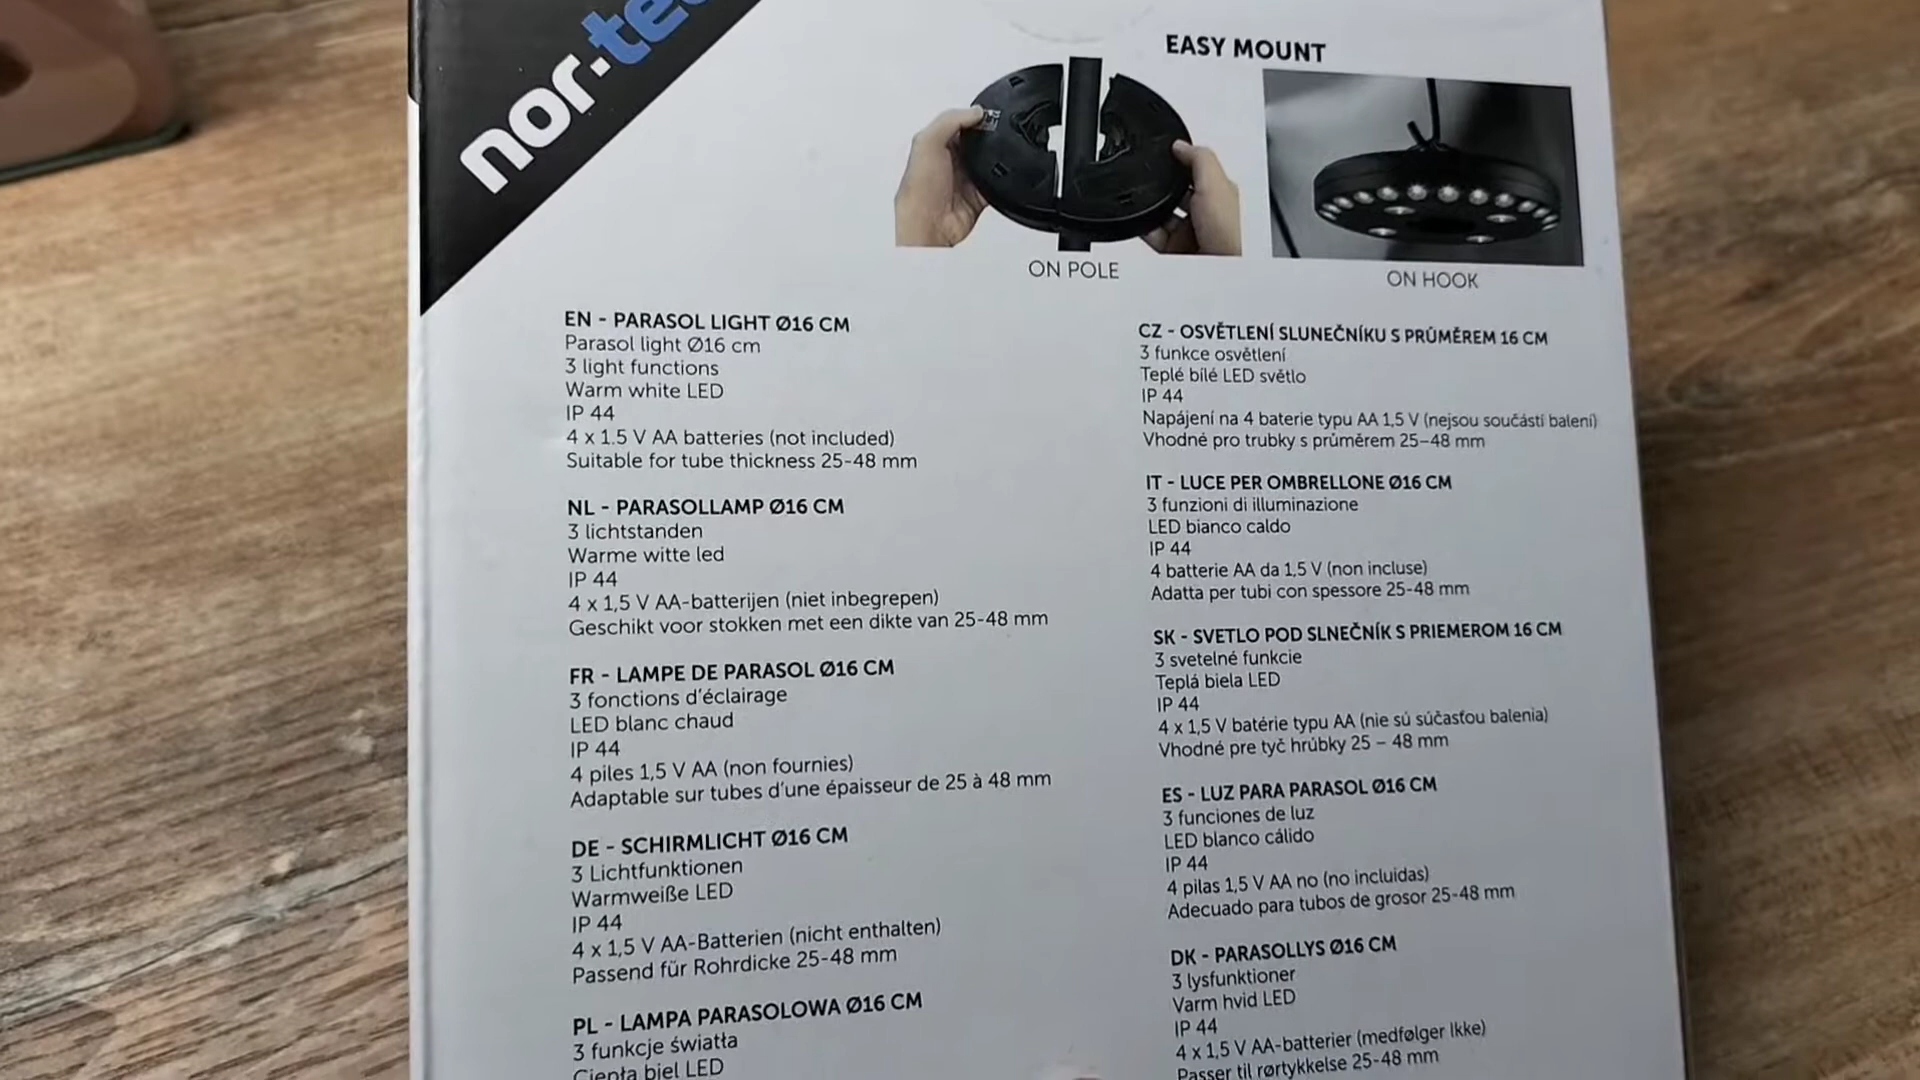 nor.tec
EASY MOUNT
ON POLE
ON HOOK
EN - PARASOL LIGHT Ø16 CM
Parasol light Ø16 cm
3 light functions
Warm white LED
IP 44
4 x 1.5 V AA batteries (not included)
Suitable for tube thickness 25-48 mm
NL - PARASOLLAMP Ø16 CM
3 lichtstanden
Warme witte led
IP 44
4 x 1,5 V AA-batterijen (niet inbegrepen)
Geschikt voor stokken met een dikte van 25-48 mm
FR - LAMPE DE PARASOL Ø16 CM
3 fonctions d'éclairage
LED blanc chaud
IP 44
4 piles 1,5 V AA (non fournies)
Adaptable sur tubes d'une épaisseur de 25 à 48 mm
DE - SCHIRMLICHT Ø16 CM
3 Lichtfunktionen
Warmweiße LED
IP 44
4 x 1,5 V AA-Batterien (nicht enthalten)
Passend für Rohrdicke 25-48 mm
PL - LAMPA PARASOLOWA Ø16 CM
3 funkcje światła
Ciepła biel LED
CZ - OSVĚTLENÍ SLUNEČNÍKU S PRŮMĚREM 16 CM
3 funkce osvětlení
Teplé bílé LED světlo
IP 44
Napájení na 4 baterie typu AA 1,5 V (nejsou součástí balení)
Vhodné pro trubky s průměrem 25–48 mm
IT - LUCE PER OMBRELLONE Ø16 CM
3 funzioni di illuminazione
LED bianco caldo
IP 44
4 batterie AA da 1,5 V (non incluse)
Adatta per tubi con spessore 25-48 mm
SK - SVETLO POD SLNEČNÍK S PRIEMEROM 16 CM
3 svetelné funkcie
Teplá biela LED
IP 44
4 x 1,5 V batérie typu AA (nie sú súčasťou balenia)
Vhodné pre tyč hrúbky 25 – 48 mm
ES - LUZ PARA PARASOL Ø16 CM
3 funciones de luz
LED blanco cálido
IP 44
4 pilas 1,5 V AA no (no incluidas)
Adecuado para tubos de grosor 25-48 mm
DK - PARASOLLYS Ø16 CM
3 lysfunktioner
Varm hvid LED
IP 44
4 x 1,5 V AA-batterier (medfølger Ikke)
Passer til rørtykkelse 25-48 mm